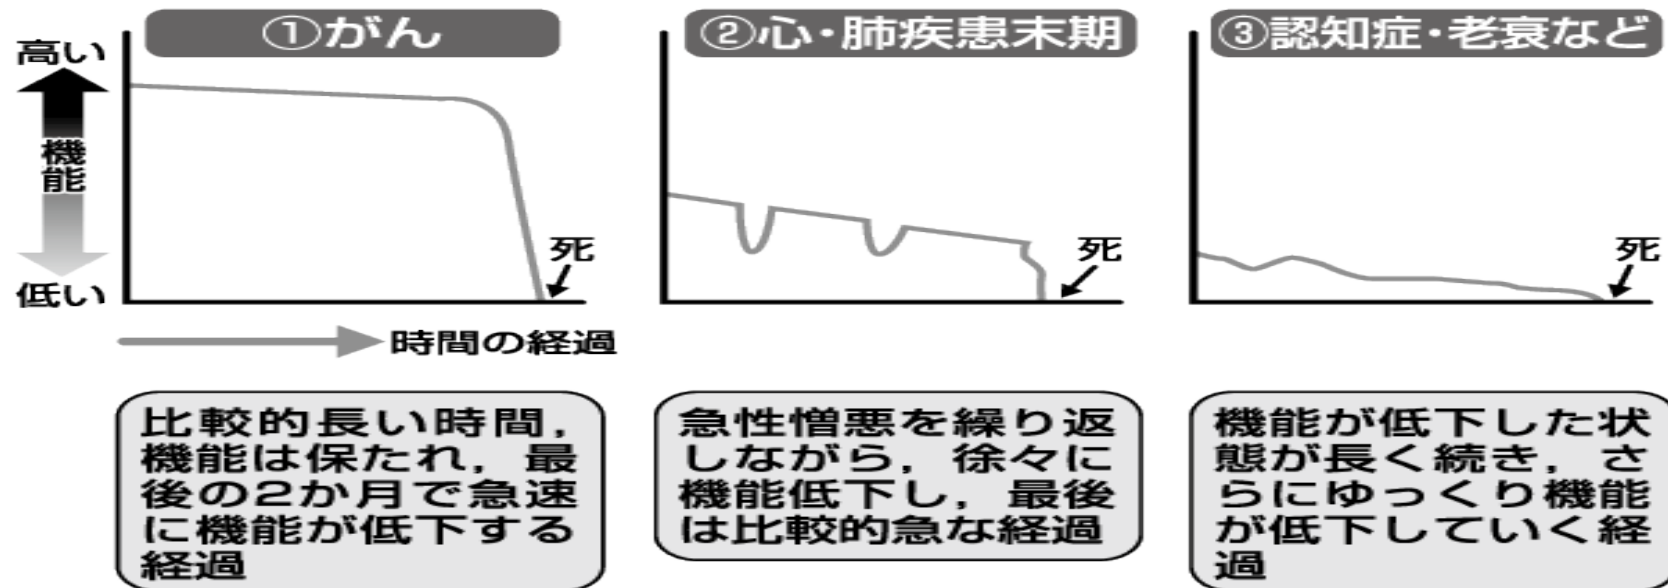 ①がん
②心・肺疾患末期
③認知症・老衰など
高い
機能
低い
死
死
死
時間の経過
比較的長い時間,
機能は保たれ,最
後の2か月で急速
に機能が低下する
経過
急性憎悪を繰り返
しながら,徐々に
機能低下し,最後
は比較的急な経過
機能が低下した状
態が長く続き,さ
らにゆっくり機能
が低下していく経
過